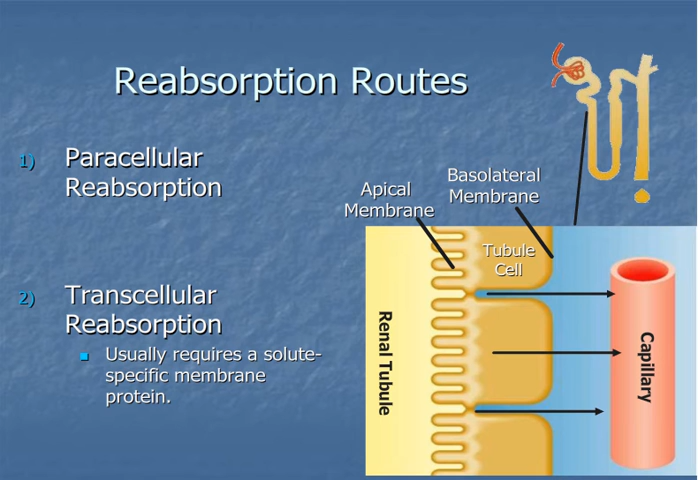 Reabsorption Routes
1) Paracellular
Reabsorption
2) Transcellular
Reabsorption
■ Usually requires a solute-
specific membrane
protein.
Apical
Membrane
Basolateral
Membrane
Tubule
Cell
Renal Tubule
Capillary